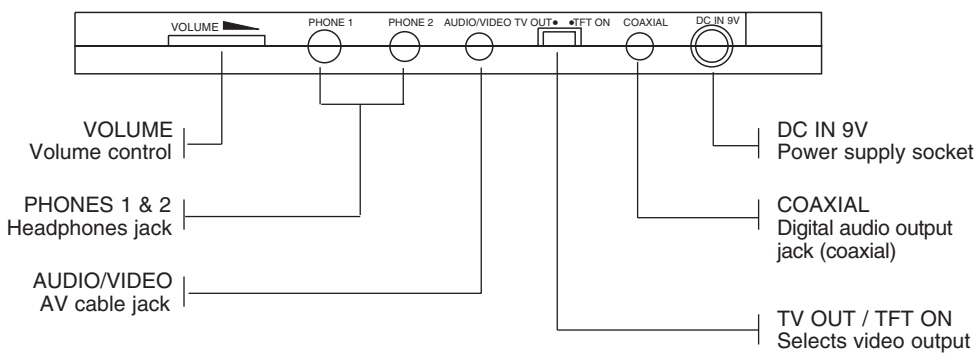 VOLUME PHONE 1 PHONE 2 AUDIO/VIDEO TV OUT● ●TFT ON COAXIAL DC IN 9V
VOLUME
Volume control
PHONES 1 & 2
Headphones jack
AUDIO/VIDEO
AV cable jack
DC IN 9V
Power supply socket
COAXIAL
Digital audio output
jack (coaxial)
TV OUT / TFT ON
Selects video output